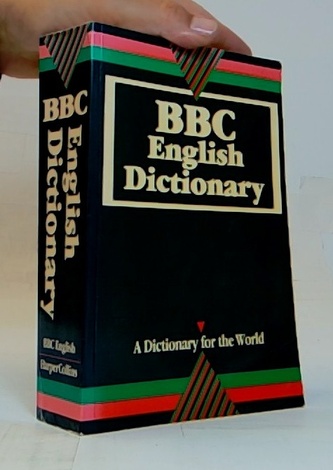 BBC
English
Dictionary
A Dictionary for the World
BBC English Dictionary
BBC English
HarperCollins